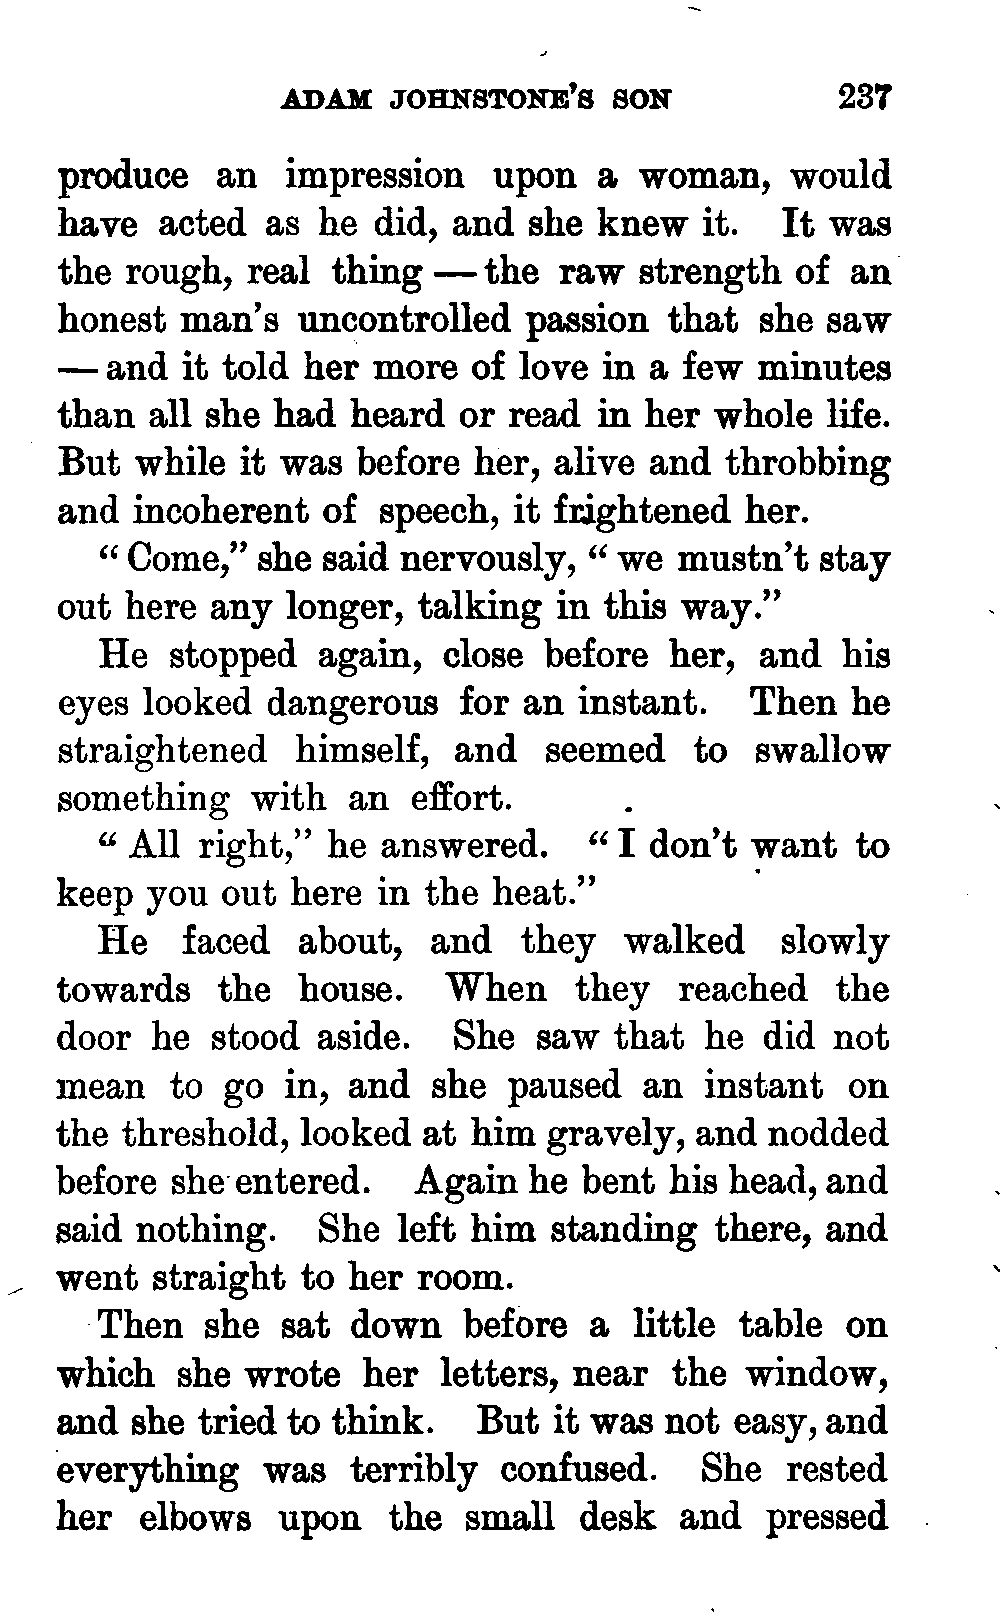 ADAM JOHNSTONE'S SON 237
produce an impression upon a woman, would
have acted as he did, and she knew it. It was
the rough, real thing — the raw strength of an
honest man's uncontrolled passion that she saw
— and it told her more of love in a few minutes
than all she had heard or read in her whole life.
But while it was before her, alive and throbbing
and incoherent of speech, it frightened her.
"Come," she said nervously, "we mustn't stay
out here any longer, talking in this way."
He stopped again, close before her, and his
eyes looked dangerous for an instant. Then he
straightened himself, and seemed to swallow
something with an effort.
"All right," he answered. "I don't want to
keep you out here in the heat."
He faced about, and they walked slowly
towards the house. When they reached the
door he stood aside. She saw that he did not
mean to go in, and she paused an instant on
the threshold, looked at him gravely, and nodded
before she entered. Again he bent his head, and
said nothing. She left him standing there, and
went straight to her room.
Then she sat down before a little table on
which she wrote her letters, near the window,
and she tried to think. But it was not easy, and
everything was terribly confused. She rested
her elbows upon the small desk and pressed